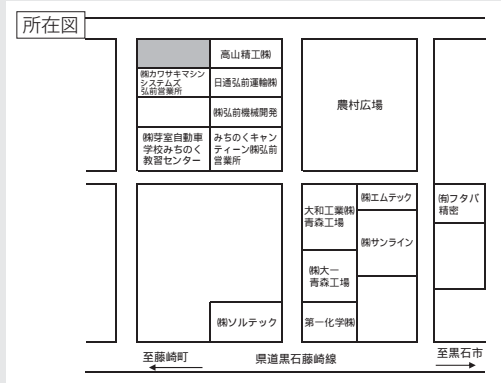 所在図
高山精工㈱
㈱カワサキマシン
システムズ
弘前営業所
日通弘前運輸㈱
㈱弘前機械開発
農村広場
㈱芽室自動車
学校みちのく
教習センター
みちのくキャン
ティーン㈱弘前
営業所
㈱エムテック
大和工業㈱
青森工場
㈲フタバ
精密
㈱サンライン
㈱大一
青森工場
㈱ソルテック
第一化学㈱
至藤崎町
県道黒石藤崎線
至黒石市